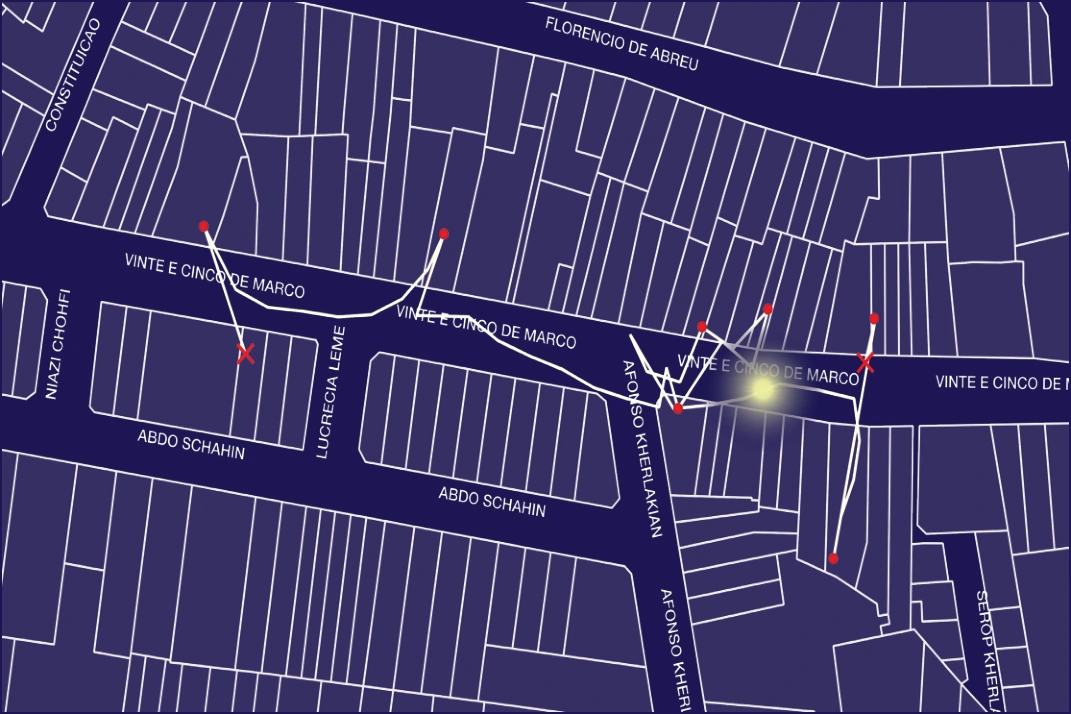 FLORENCIO DE ABREU
CONSTITUICAO
VINTE E CINCO DE MARCO
VINTE E CINCO DE MARCO
VINTE E CINCO DE MARCO
VINTE E CINCO DE M
NIAZI CHOHFI
LUCRECIA LEME
AFONSO KHERLAKIAN
ABDO SCHAHIN
ABDO SCHAHIN
AFONSO KHERL
SEROP KHERLA